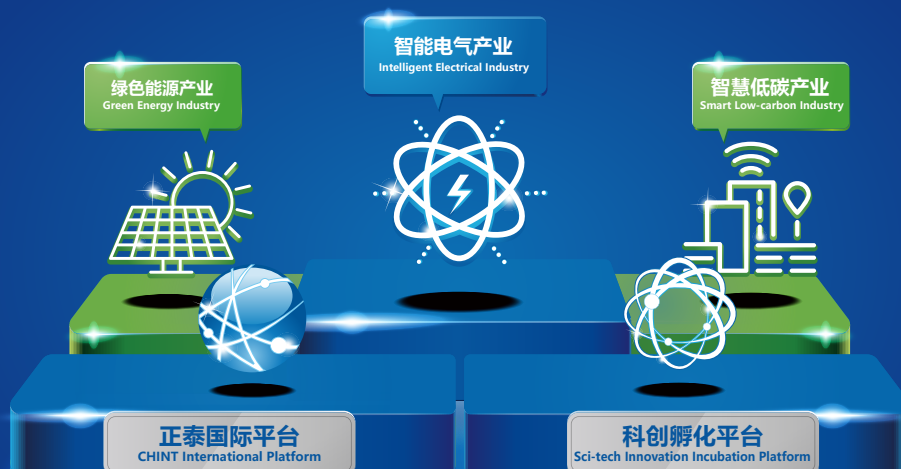 智能电气产业
Intelligent Electrical Industry
绿色能源产业
Green Energy Industry
智慧低碳产业
Smart Low-carbon Industry
正泰国际平台
CHINT International Platform
科创孵化平台
Sci-tech Innovation Incubation Platform